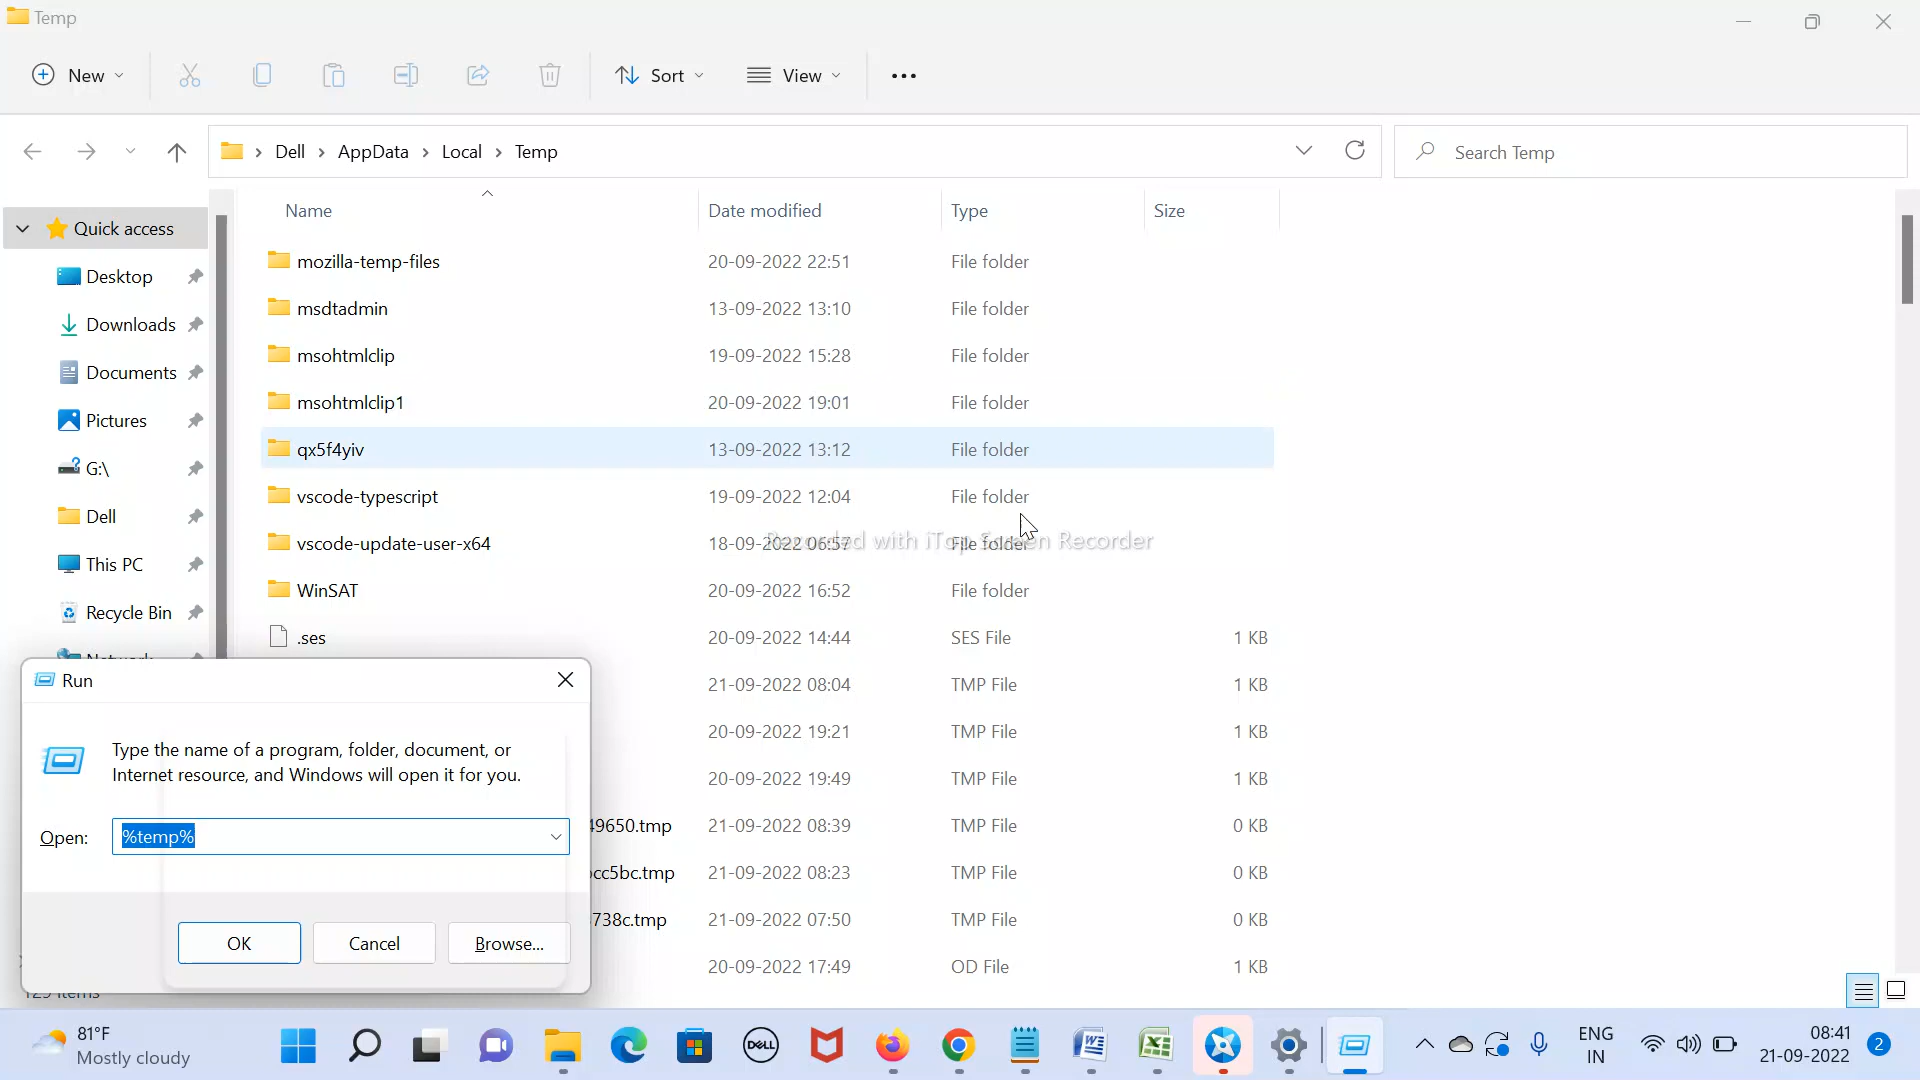 Temp
New
Sort
View
Dell
AppData
Local
Temp
Search Temp
Name
Date modified
Type
Size
Quick access
Desktop
Downloads
Documents
Pictures
G:\
Dell
This PC
Recycle Bin
Network
mozilla-temp-files 20-09-2022 22:51 File folder
msdtadmin 13-09-2022 13:10 File folder
msohtmlclip 19-09-2022 15:28 File folder
msohtmlclip1 20-09-2022 19:01 File folder
qx5f4yiv 13-09-2022 13:12 File folder
vscode-typescript 19-09-2022 12:04 File folder
vscode-update-user-x64 18-09-2022 06:57 File folder
Recorded with iTop Screen Recorder
WinSAT 20-09-2022 16:52 File folder
.ses 20-09-2022 14:44 SES File 1 KB
21-09-2022 08:04 TMP File 1 KB
20-09-2022 19:21 TMP File 1 KB
20-09-2022 19:49 TMP File 1 KB
49650.tmp 21-09-2022 08:39 TMP File 0 KB
cc5bc.tmp 21-09-2022 08:23 TMP File 0 KB
738c.tmp 21-09-2022 07:50 TMP File 0 KB
20-09-2022 17:49 OD File 1 KB
Run
Type the name of a program, folder, document, or
Internet resource, and Windows will open it for you.
Open:
%temp%
OK
Cancel
Browse...
items
81°F
Mostly cloudy
DELL
ENG
IN
08:41
21-09-2022
2